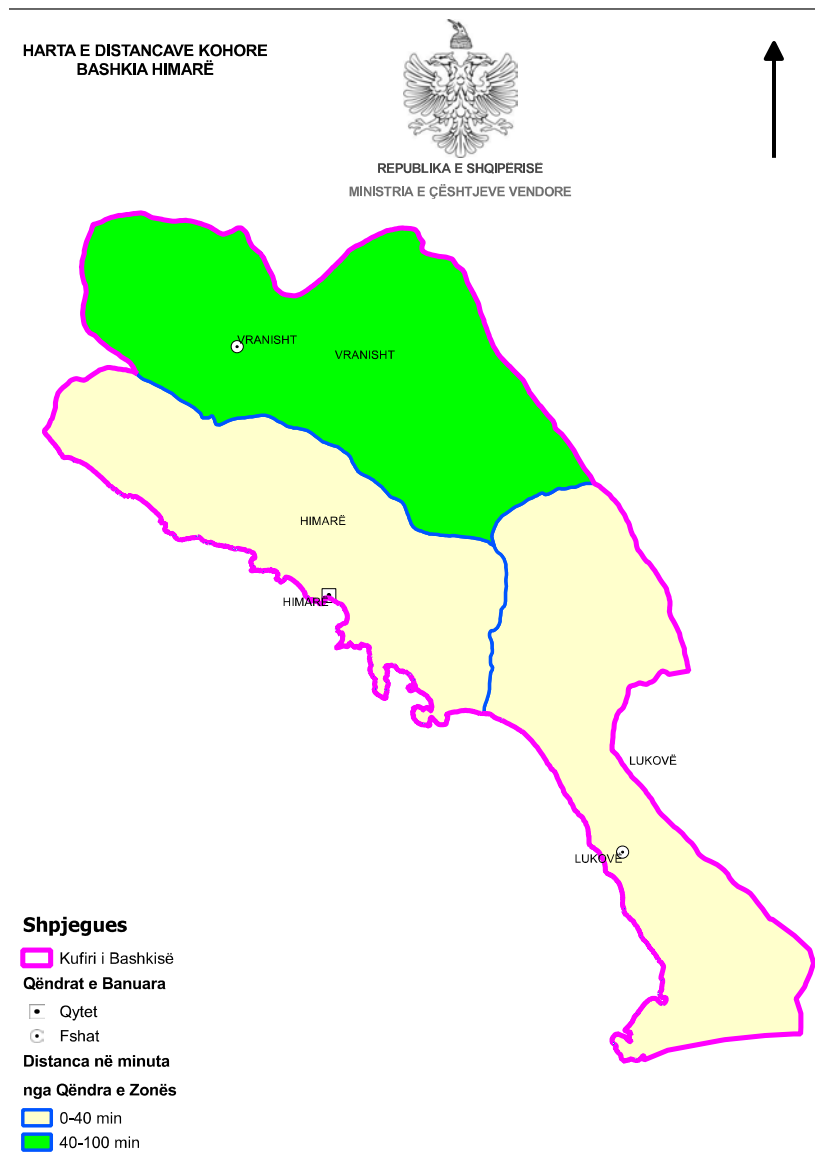 HARTA E DISTANCAVE KOHORE
BASHKIA HIMARË
REPUBLIKA E SHQIPERISE
MINISTRIA E ÇËSHTJEVE VENDORE
VRANISHT
VRANISHT
HIMARË
HIMARË
LUKOVË
LUKOVË
Shpjegues
Kufiri i Bashkisë
Qëndrat e Banuara
Qytet
Fshat
Distanca në minuta
nga Qëndra e Zonës
0-40 min
40-100 min